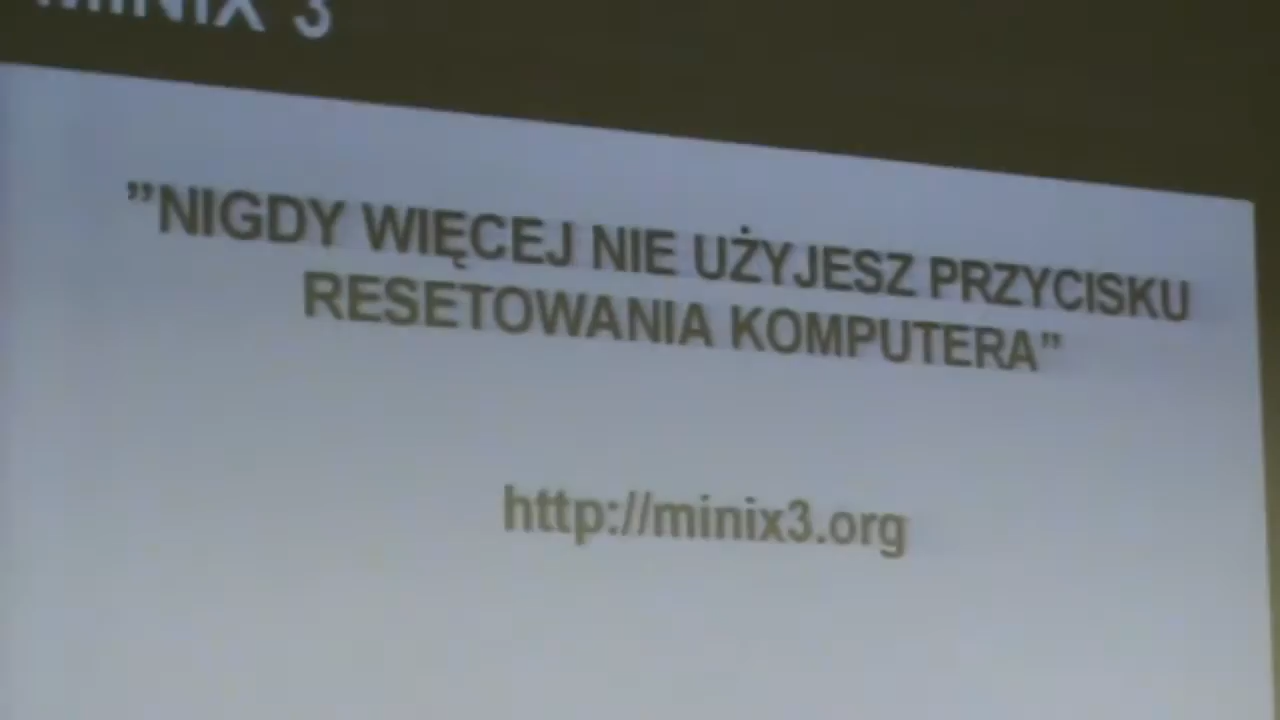 MINIX 3
”NIGDY WIĘCEJ NIE UŻYJESZ PRZYCISKU
RESETOWANIA KOMPUTERA”
http://minix3.org